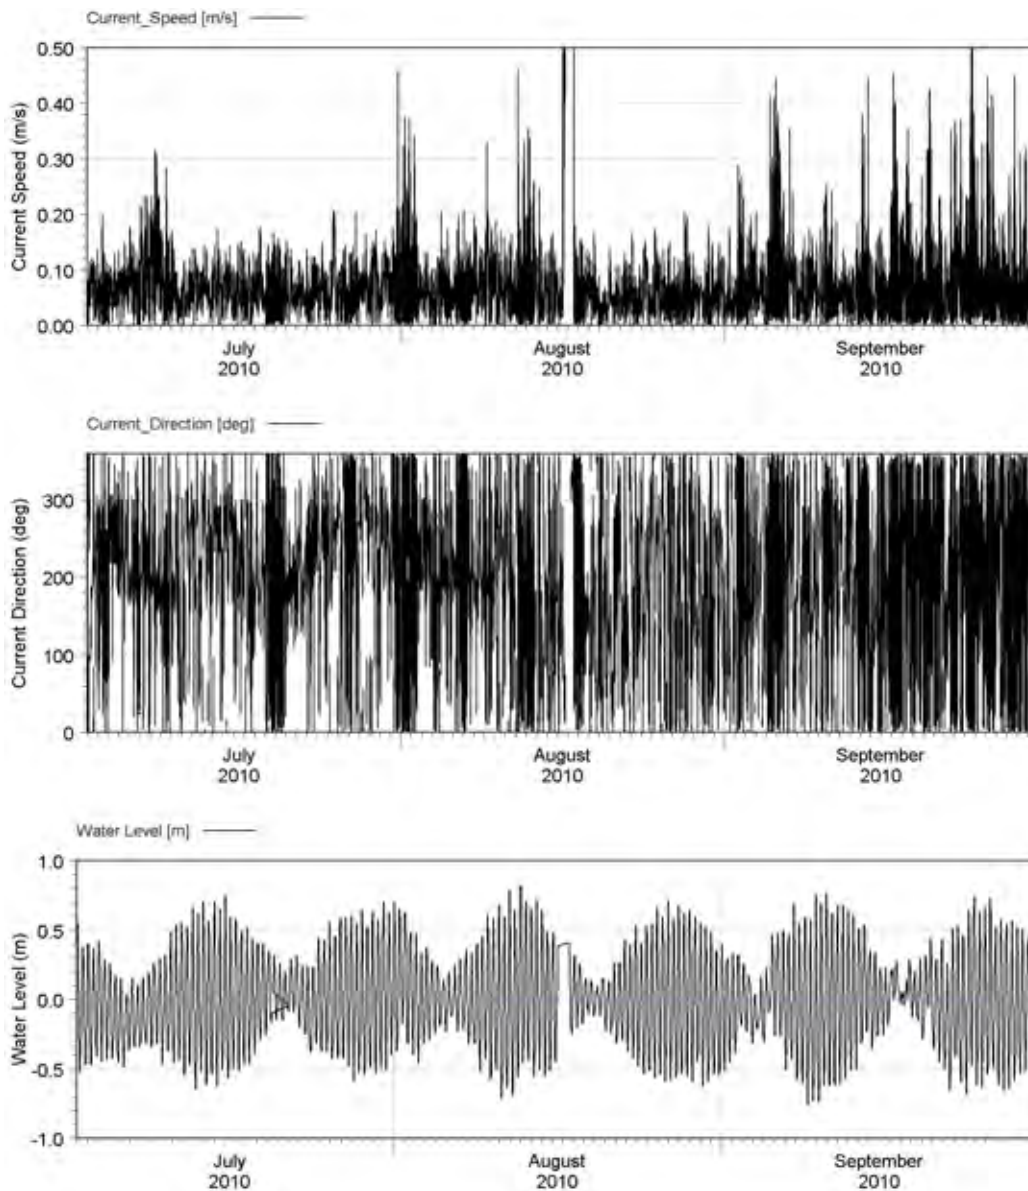 Current_Speed [m/s]
0.50
0.40
0.30
0.20
0.10
0.00
Current Speed (m/s)
July
2010
August
2010
September
2010
Current_Direction [deg]
300
200
100
0
Current Direction (deg)
July
2010
August
2010
September
2010
Water Level [m]
1.0
0.5
0.0
-0.5
-1.0
Water Level (m)
July
2010
August
2010
September
2010